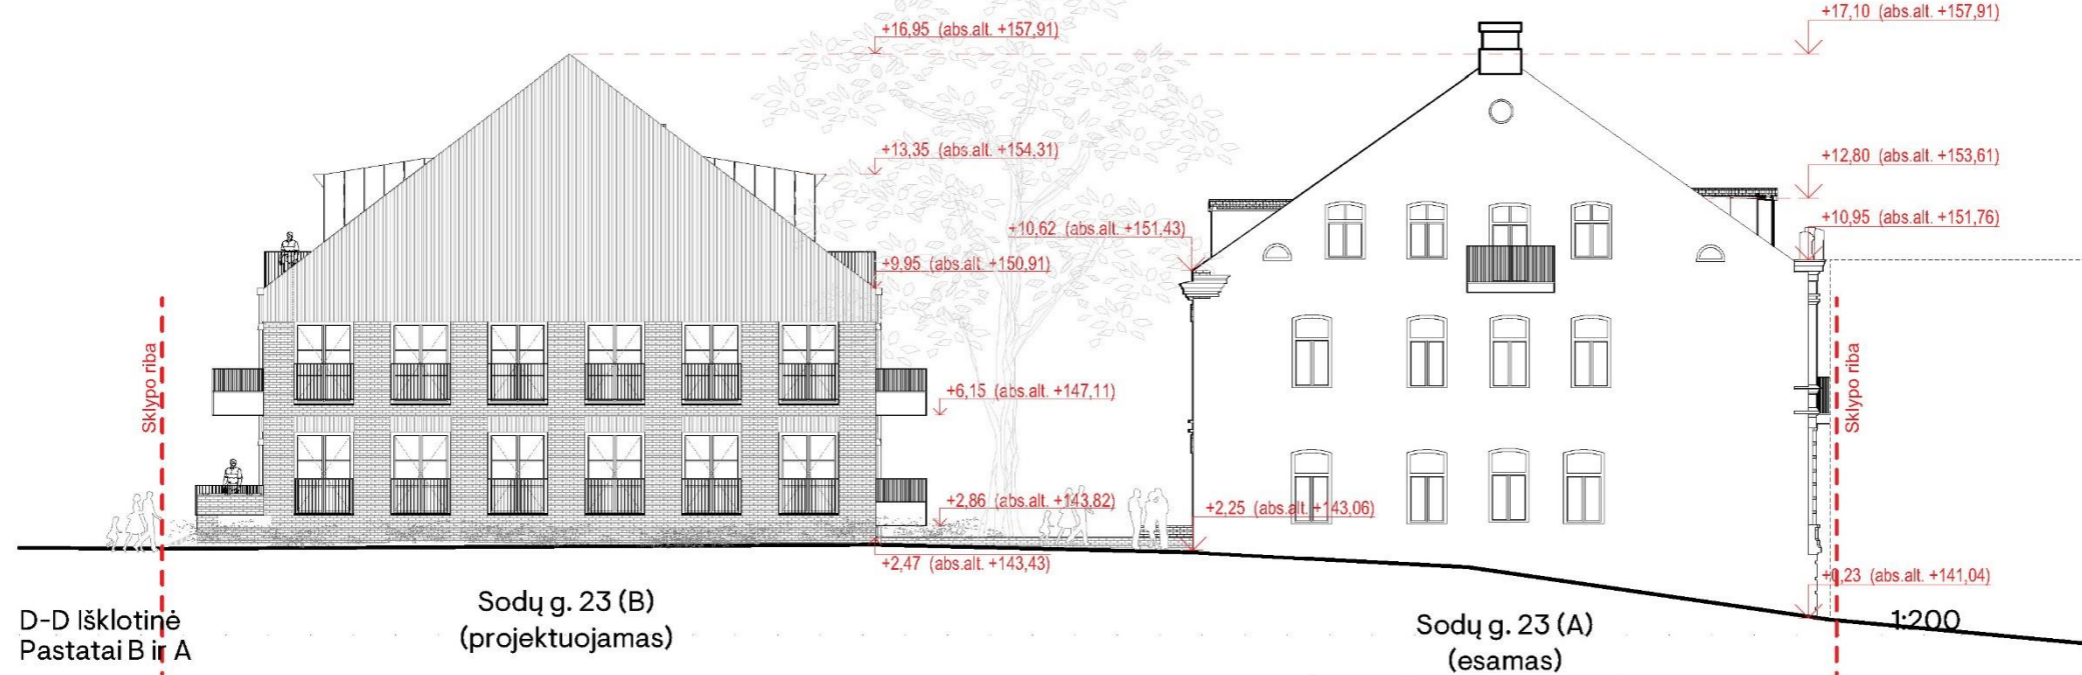 +17,10 (abs.alt. +157,91)
+16,95 (abs.alt. +157,91)
+13,35 (abs.alt. +154,31)
+12,80 (abs.alt. +153,61)
+10,95 (abs.alt. +151,76)
+10,62 (abs.alt. +151,43)
+9,95 (abs.alt. +150,91)
Sklypo riba
Sklypo riba
+6,15 (abs.alt. +147,11)
+2,86 (abs.alt. +143,82)
+2,25 (abs.alt. +143,06)
+2,47 (abs.alt. +143,43)
+0,23 (abs.alt. +141,04)
D-D Išklotinė
Pastatai B ir A
Sodų g. 23 (B)
(projektuojamas)
Sodų g. 23 (A)
(esamas)
1:200